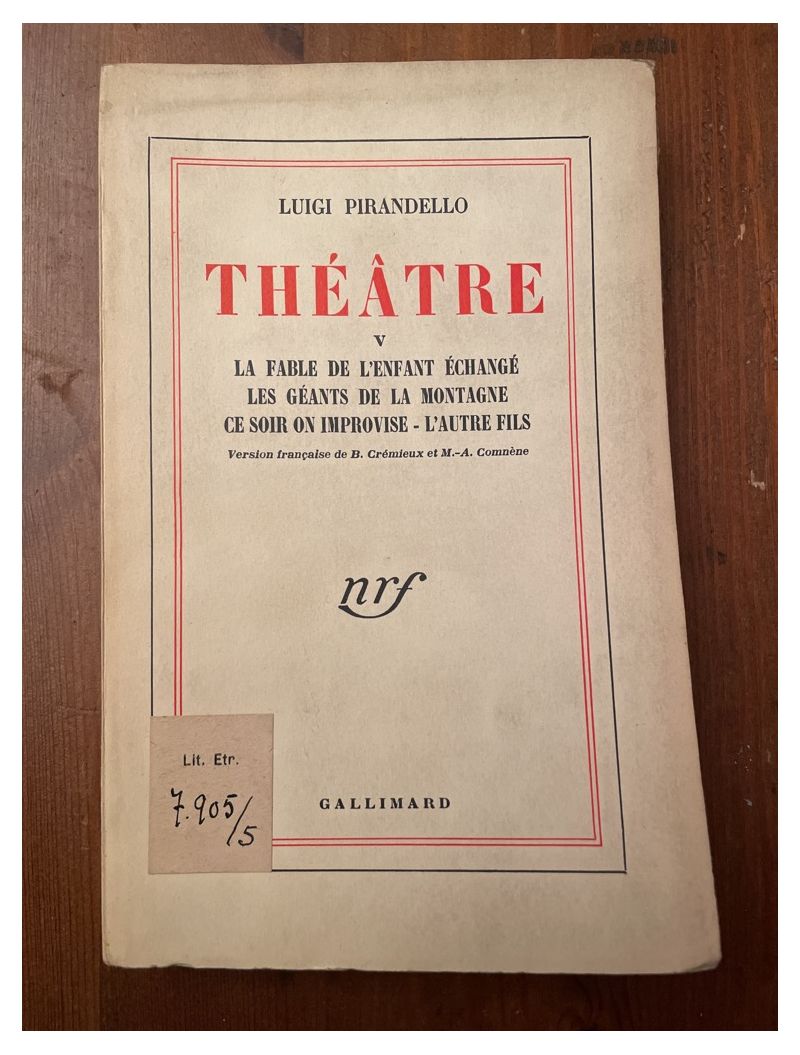 LUIGI PIRANDELLO
THÉÂTRE
V
LA FABLE DE L'ENFANT ÉCHANGÉ
LES GÉANTS DE LA MONTAGNE
CE SOIR ON IMPROVISE - L'AUTRE FILS
Version française de B. Crémieux et M.-A. Comnène
nrf
Lit. Etr.
7.905/5
GALLIMARD